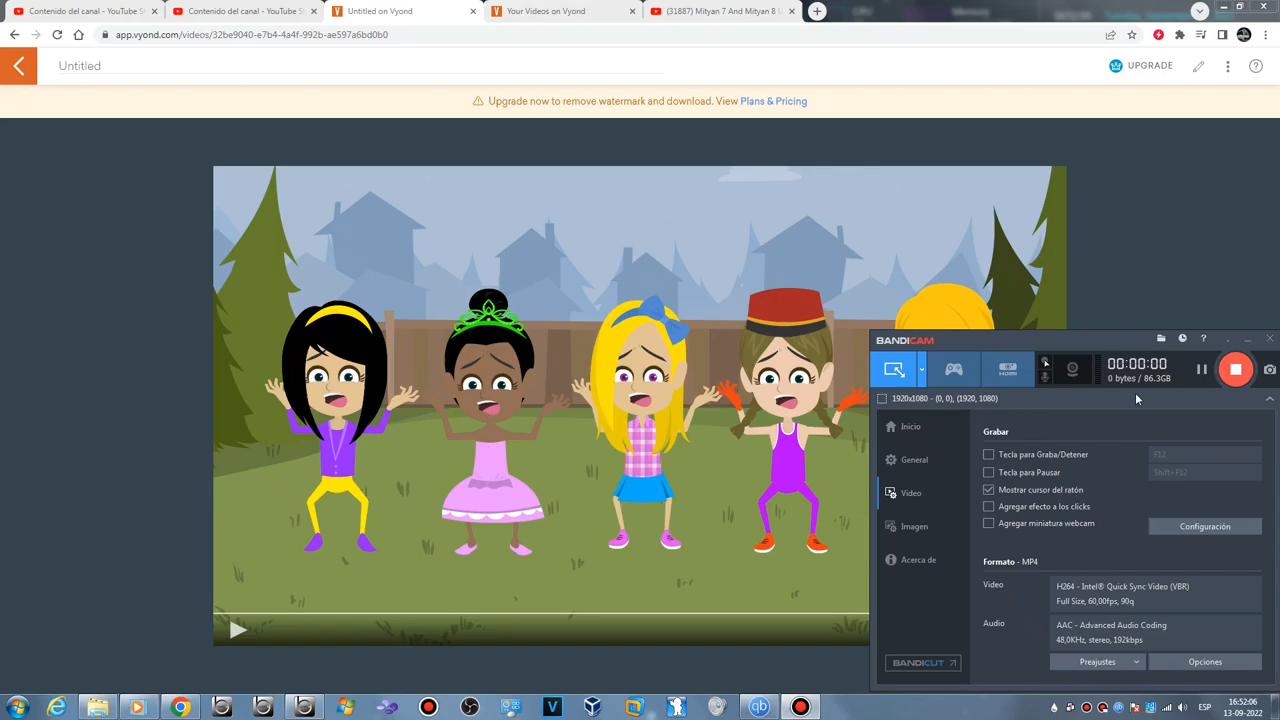 Contenido del canal - YouTube S
Contenido del canal - YouTube St
Untitled on Vyond
Your Videos on Vyond
(31887) Mityan 7 And Mityan 8 U
app.vyond.com/videos/32be9040-e7b4-4a4f-992b-ae597a6bd0b0
Untitled
UPGRADE
Upgrade now to remove watermark and download. View Plans & Pricing
BANDICAM
HDMI
00:00:00
0 bytes / 86.3GB
1920x1080 - (0, 0), (1920, 1080)
Inicio
General
Video
Imagen
Acerca de
BANDICUT
Grabar
Tecla para Graba/Detener
F12
Tecla para Pausar
Shift+F12
Mostrar cursor del ratón
Agregar efecto a los clicks
Agregar miniatura webcam
Configuración
Formato - MP4
Video
H264 - Intel® Quick Sync Video (VBR)
Full Size, 60,00fps, 90q
Audio
AAC - Advanced Audio Coding
48,0KHz, stereo, 192kbps
Preajustes
Opciones
ESP
16:52:06
13-09-2022